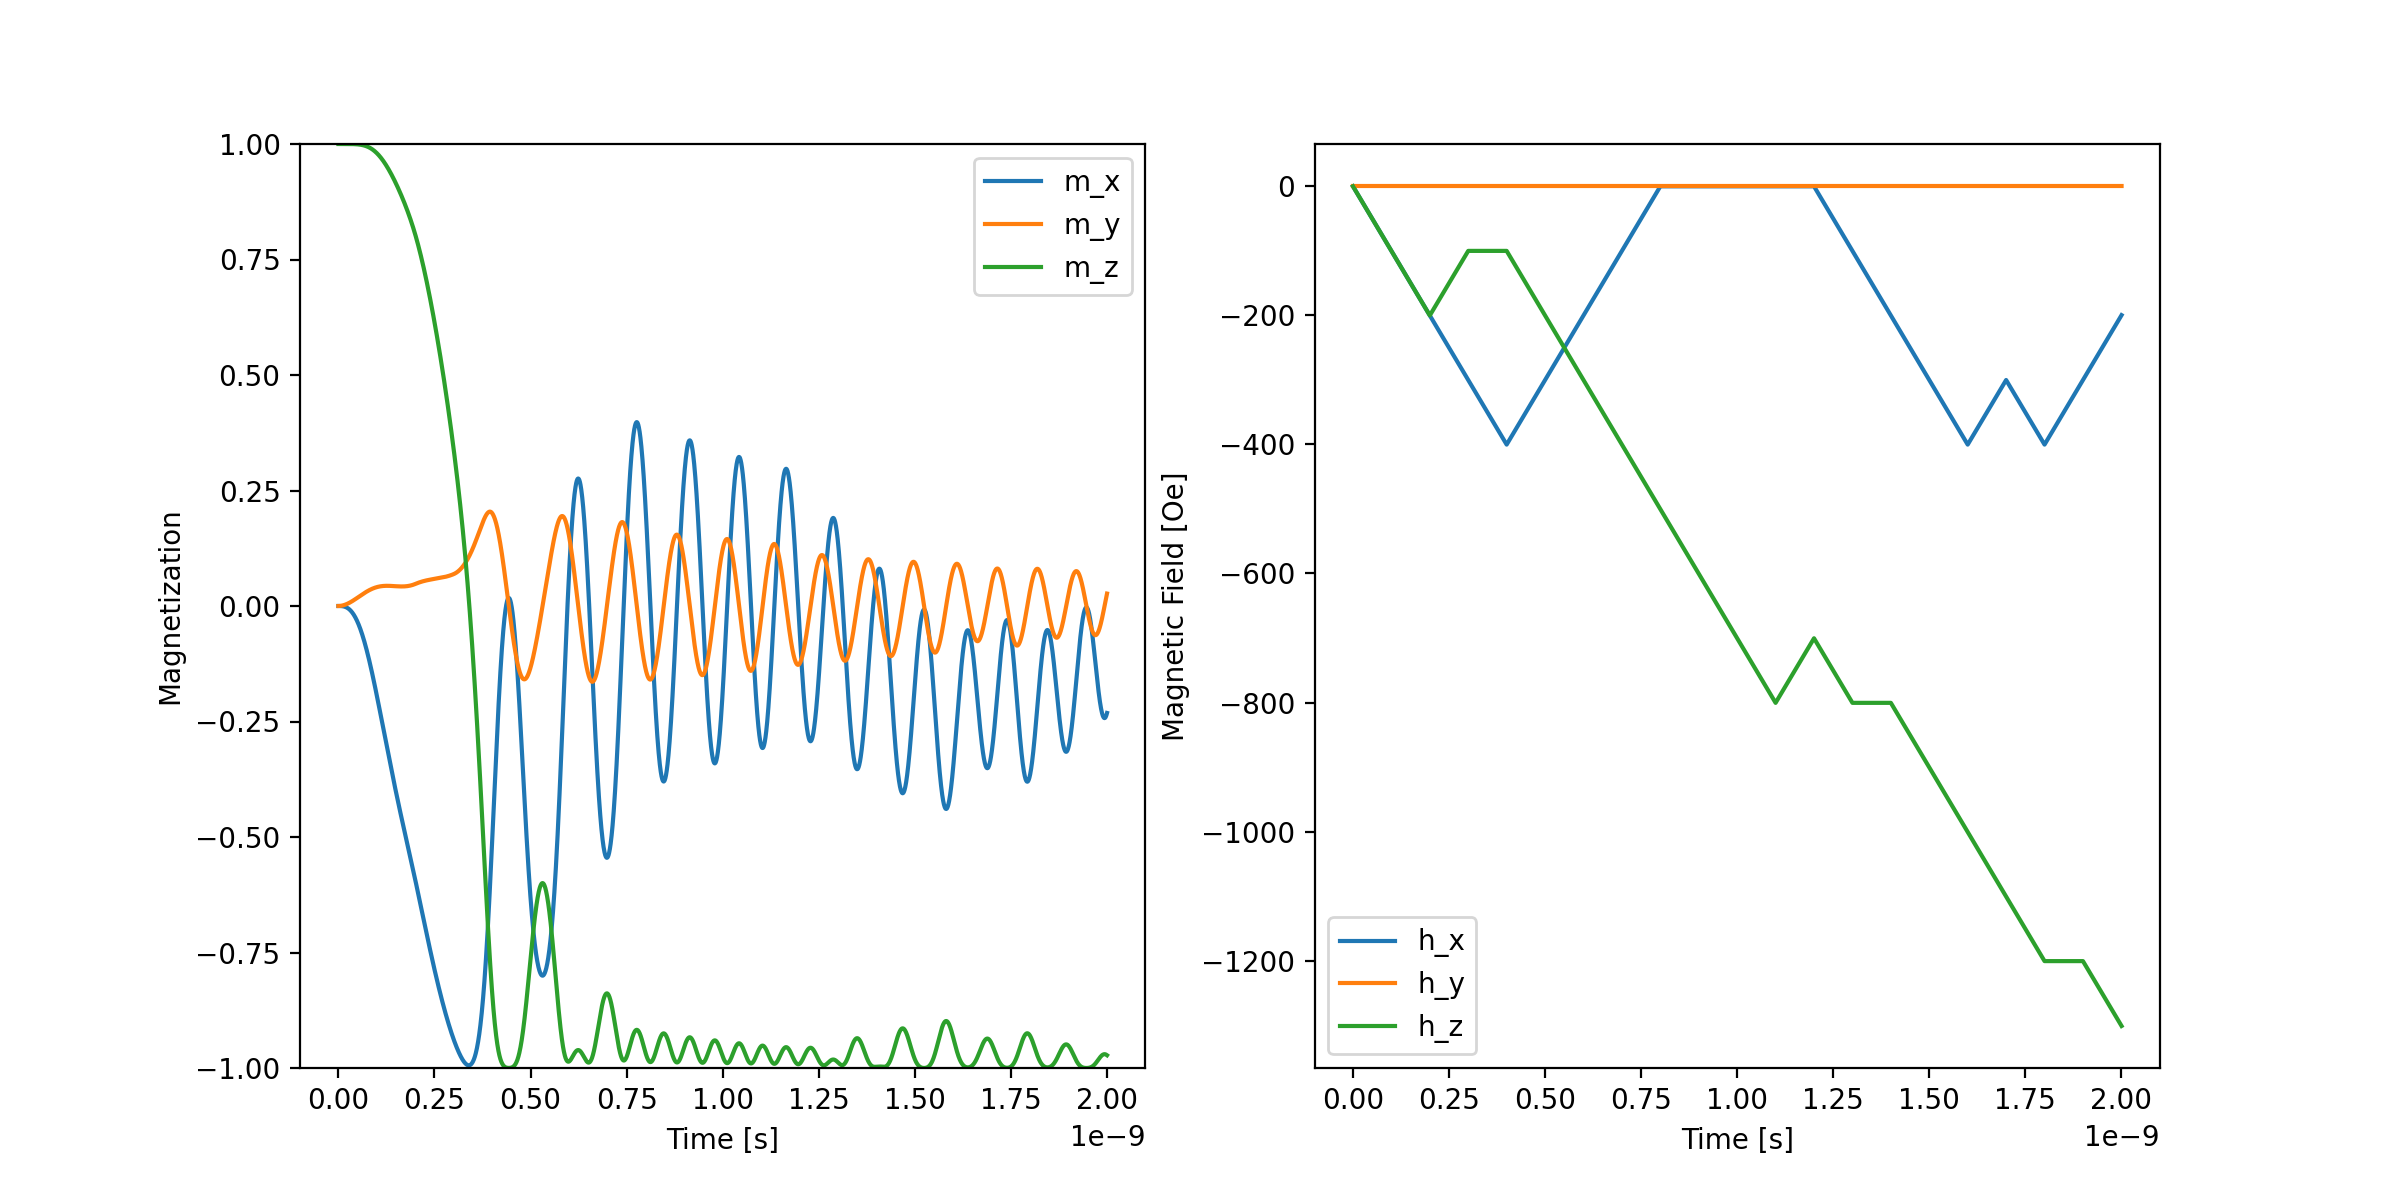 Magnetization
1.00
0.75
0.50
0.25
0.00
−0.25
−0.50
−0.75
−1.00
m_x
m_y
m_z
0.00 0.25 0.50 0.75 1.00 1.25 1.50 1.75 2.00
Time [s]
1e−9
Magnetic Field [Oe]
0
−200
−400
−600
−800
−1000
−1200
h_x
h_y
h_z
0.00 0.25 0.50 0.75 1.00 1.25 1.50 1.75 2.00
Time [s]
1e−9